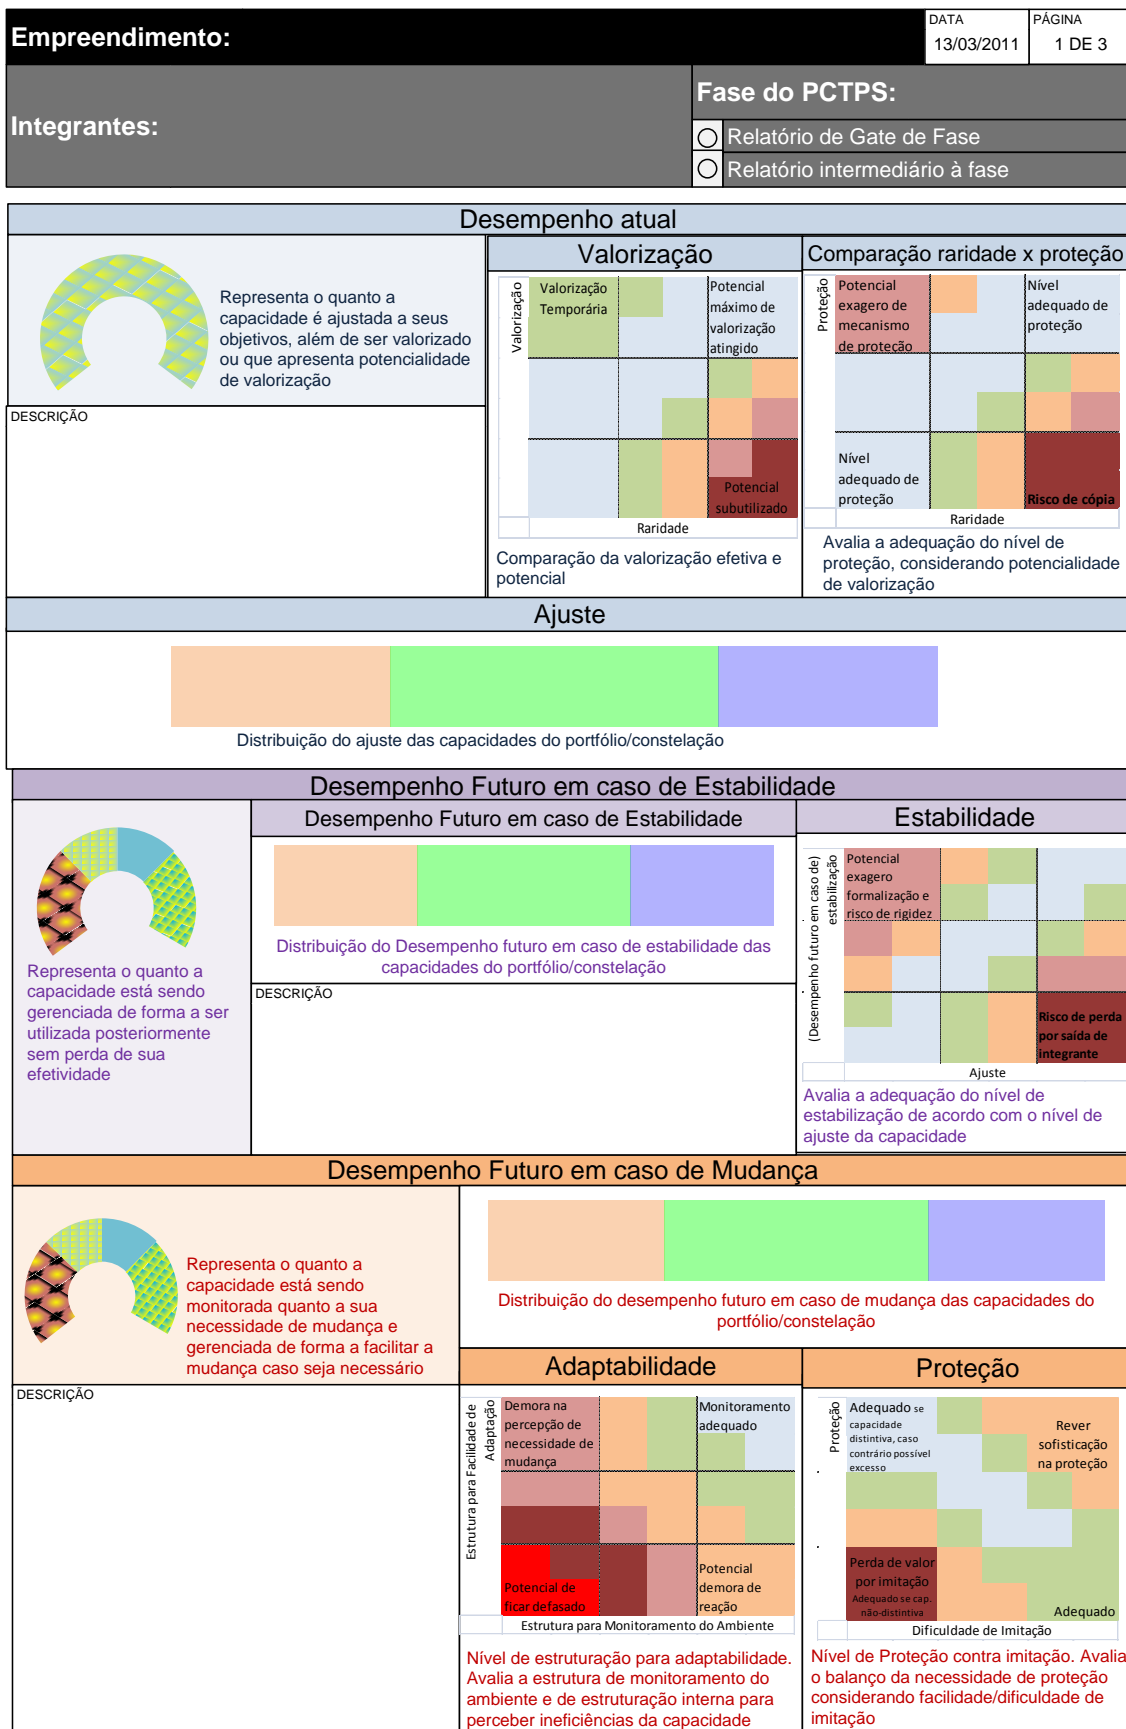 Empreendimento:
DATA
13/03/2011
PÁGINA
1 DE 3
Integrantes:
Fase do PCTPS:
Relatório de Gate de Fase
Relatório intermediário à fase
Desempenho atual
Representa o quanto a
capacidade é ajustada a seus
objetivos, além de ser valorizado
ou que apresenta potencialidade
de valorização
DESCRIÇÃO
Valorização
Valorização
Valorização
Temporária
Potencial
máximo de
valorização
atingido
Potencial
subutilizado
Raridade
Comparação da valorização efetiva e
potencial
Comparação raridade x proteção
Proteção
Potencial
exagero de
mecanismo
de proteção
Nível
adequado de
proteção
Nível
adequado de
proteção
Risco de cópia
Raridade
Avalia a adequação do nível de
proteção, considerando potencialidade
de valorização
Ajuste
Distribuição do ajuste das capacidades do portfólio/constelação
Desempenho Futuro em caso de Estabilidade
Representa o quanto a
capacidade está sendo
gerenciada de forma a ser
utilizada posteriormente
sem perda de sua
efetividade
Desempenho Futuro em caso de Estabilidade
Distribuição do Desempenho futuro em caso de estabilidade das
capacidades do portfólio/constelação
DESCRIÇÃO
Estabilidade
(Desempenho futuro em caso de)
estabilização
Potencial
exagero
formalização e
risco de rigidez
Risco de perda
por saída de
integrante
Ajuste
Avalia a adequação do nível de
estabilização de acordo com o nível de
ajuste da capacidade
Desempenho Futuro em caso de Mudança
Representa o quanto a
capacidade está sendo
monitorada quanto a sua
necessidade de mudança e
gerenciada de forma a facilitar a
mudança caso seja necessário
Distribuição do desempenho futuro em caso de mudança das capacidades do
portfólio/constelação
DESCRIÇÃO
Adaptabilidade
Estrutura para Facilidade de
Adaptação
Demora na
percepção de
necessidade de
mudança
Monitoramento
adequado
Potencial de
ficar defasado
Potencial
demora de
reação
Estrutura para Monitoramento do Ambiente
Nível de estruturação para adaptabilidade.
Avalia a estrutura de monitoramento do
ambiente e de estruturação interna para
perceber ineficiências da capacidade
Proteção
Proteção
Adequado se
capacidade
distintiva, caso
contrário possível
excesso
Rever
sofisticação
na proteção
Perda de valor
por imitação
Adequado se cap.
não-distintiva
Adequado
Dificuldade de Imitação
Nível de Proteção contra imitação. Avalia
o balanço da necessidade de proteção
considerando facilidade/dificuldade de
imitação